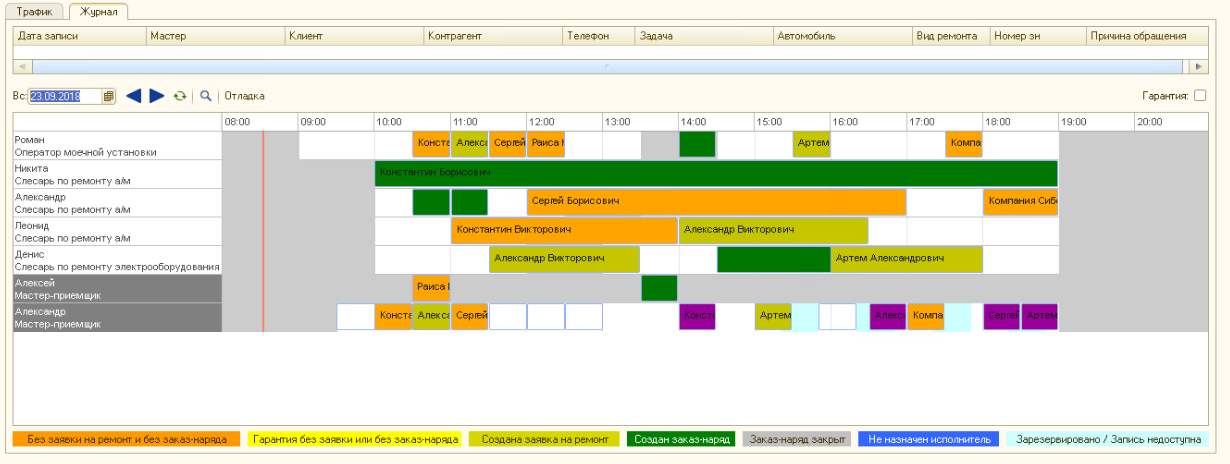 Трафик Журнал
Дата записи Мастер Клиент Контрагент Телефон Задача Автомобиль Вид ремонта Номер зн Причина обращения
Вс: 23.09.2018 Отладка Гарантия:
08:00 09:00 10:00 11:00 12:00 13:00 14:00 15:00 16:00 17:00 18:00 19:00 20:00
Роман
Оператор моечной установки
Конста Алекса Сергей Раиса Артем Компа
Никита
Слесарь по ремонту а/м
Константин Борисович
Александр
Слесарь по ремонту а/м
Сергей Борисович Компания Сиб
Леонид
Слесарь по ремонту а/м
Константин Викторович Александр Викторович
Денис
Слесарь по ремонту электрооборудования
Александр Викторович Артем Александрович
Алексей
Мастер-приемщик
Раиса
Александр
Мастер-приемщик
Конста Алекса Сергей Конст Артем Алекс Компа Сергей Артем
Без заявки на ремонт и без заказ-наряда Гарантия без заявки или без заказ-наряда Создана заявка на ремонт Создан заказ-наряд Заказ-наряд закрыт Не назначен исполнитель Зарезервировано / Запись недоступна